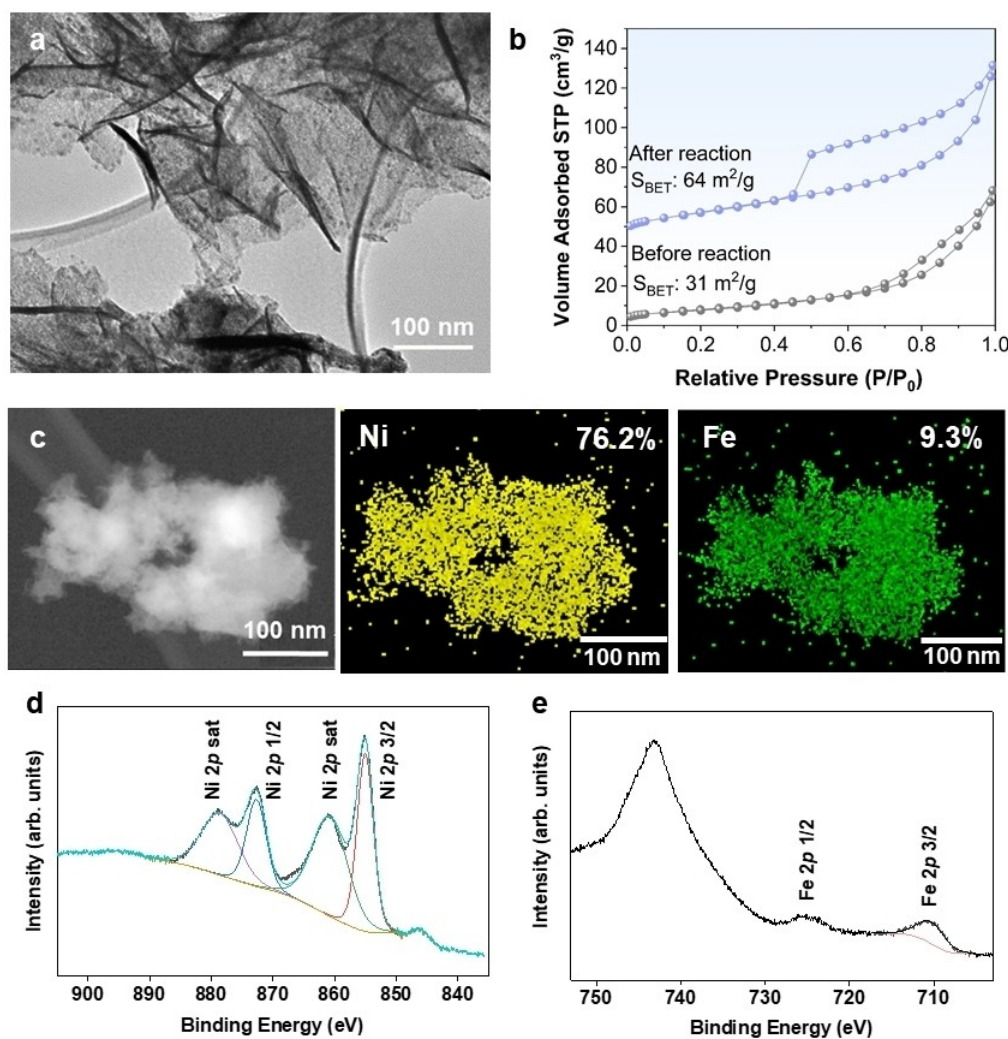 a
100 nm
b
Volume Adsorbed STP (cm³/g)
140
120
100
80
60
40
20
0
After reaction
S_BET: 64 m²/g
Before reaction
S_BET: 31 m²/g
0.0 0.2 0.4 0.6 0.8 1.0
Relative Pressure (P/P₀)
c
100 nm
Ni 76.2%
100 nm
Fe 9.3%
100 nm
d
Intensity (arb. units)
Ni 2p sat
Ni 2p 1/2
Ni 2p sat
Ni 2p 3/2
900 890 880 870 860 850 840
Binding Energy (eV)
e
Intensity (arb. units)
Fe 2p 1/2
Fe 2p 3/2
750 740 730 720 710
Binding Energy (eV)